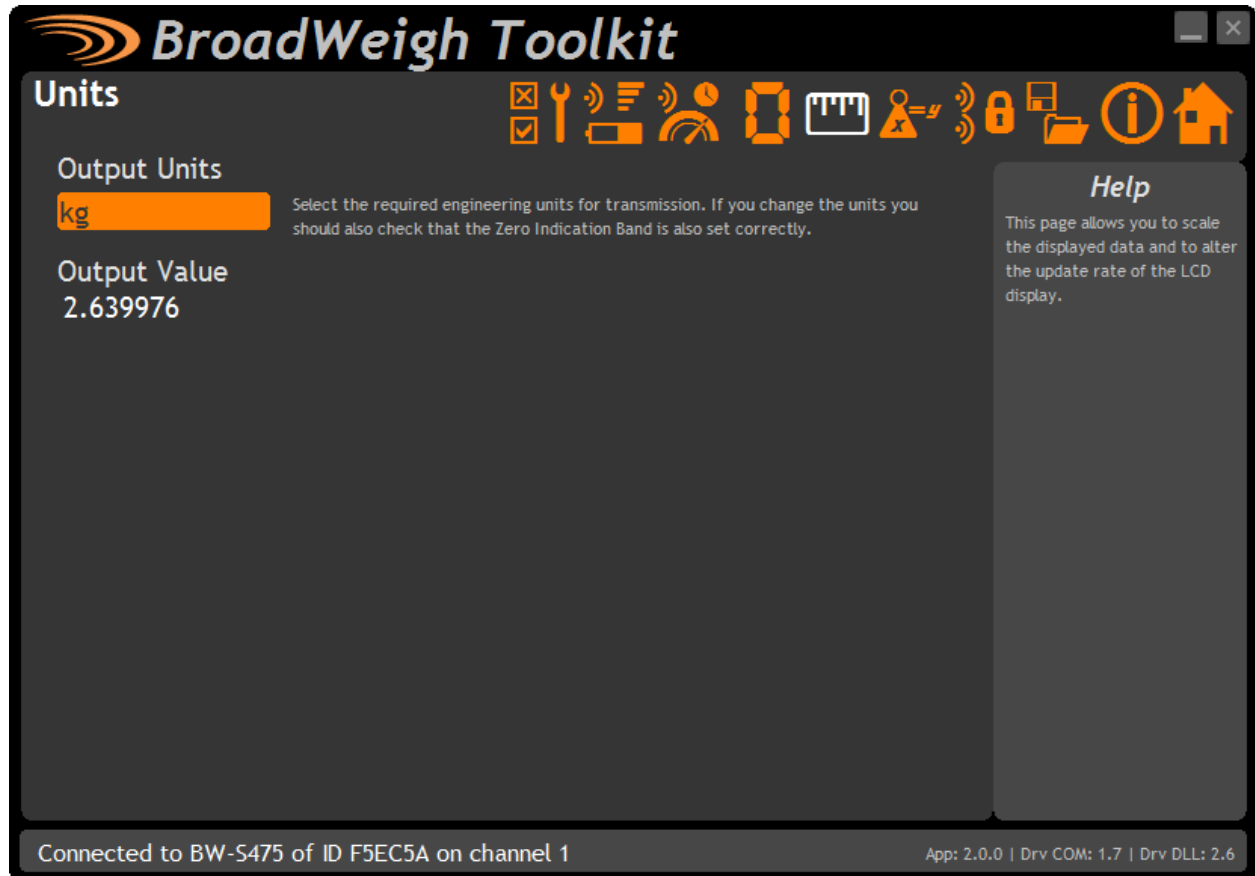 BroadWeigh Toolkit
Units
x=y
Output Units
kg
Select the required engineering units for transmission. If you change the units you
should also check that the Zero Indication Band is also set correctly.
Output Value
2.639976
Help
This page allows you to scale
the displayed data and to alter
the update rate of the LCD
display.
Connected to BW-S475 of ID F5EC5A on channel 1
App: 2.0.0 | Drv COM: 1.7 | Drv DLL: 2.6